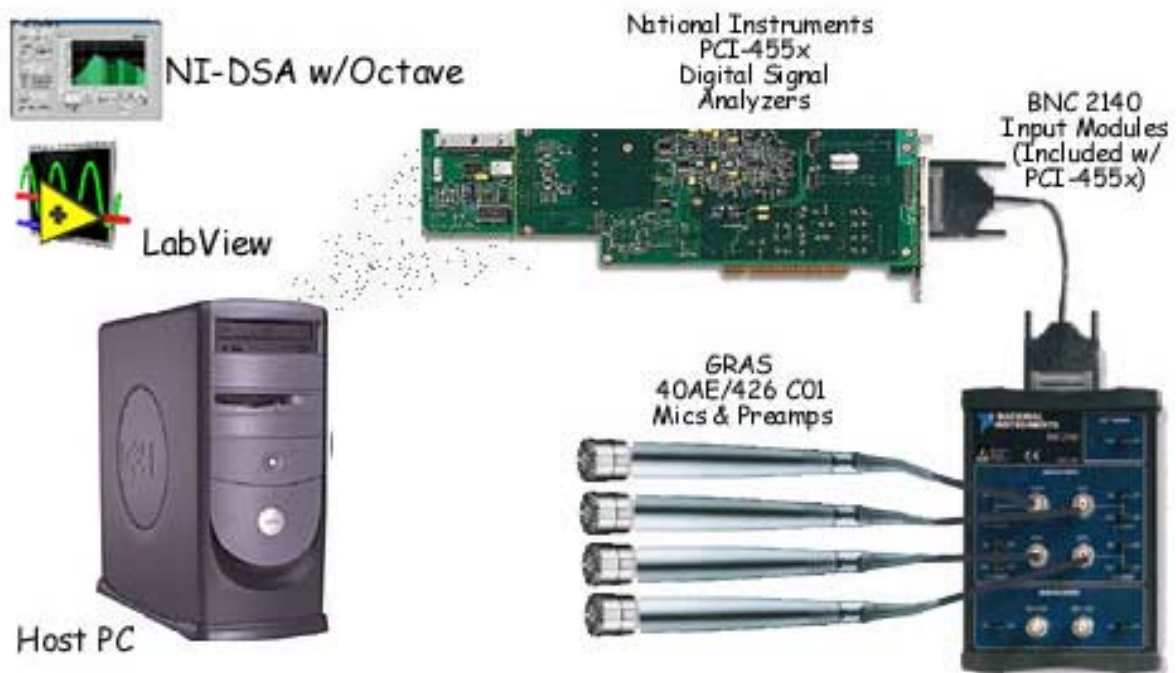 NI-DSA w/Octave
LabView
Host PC
National Instruments
PCI-455x
Digital Signal
Analyzers
BNC 2140
Input Modules
(Included w/
PCI-455x)
GRAS
40AE/426 C01
Mics & Preamps
NATIONAL
INSTRUMENTS